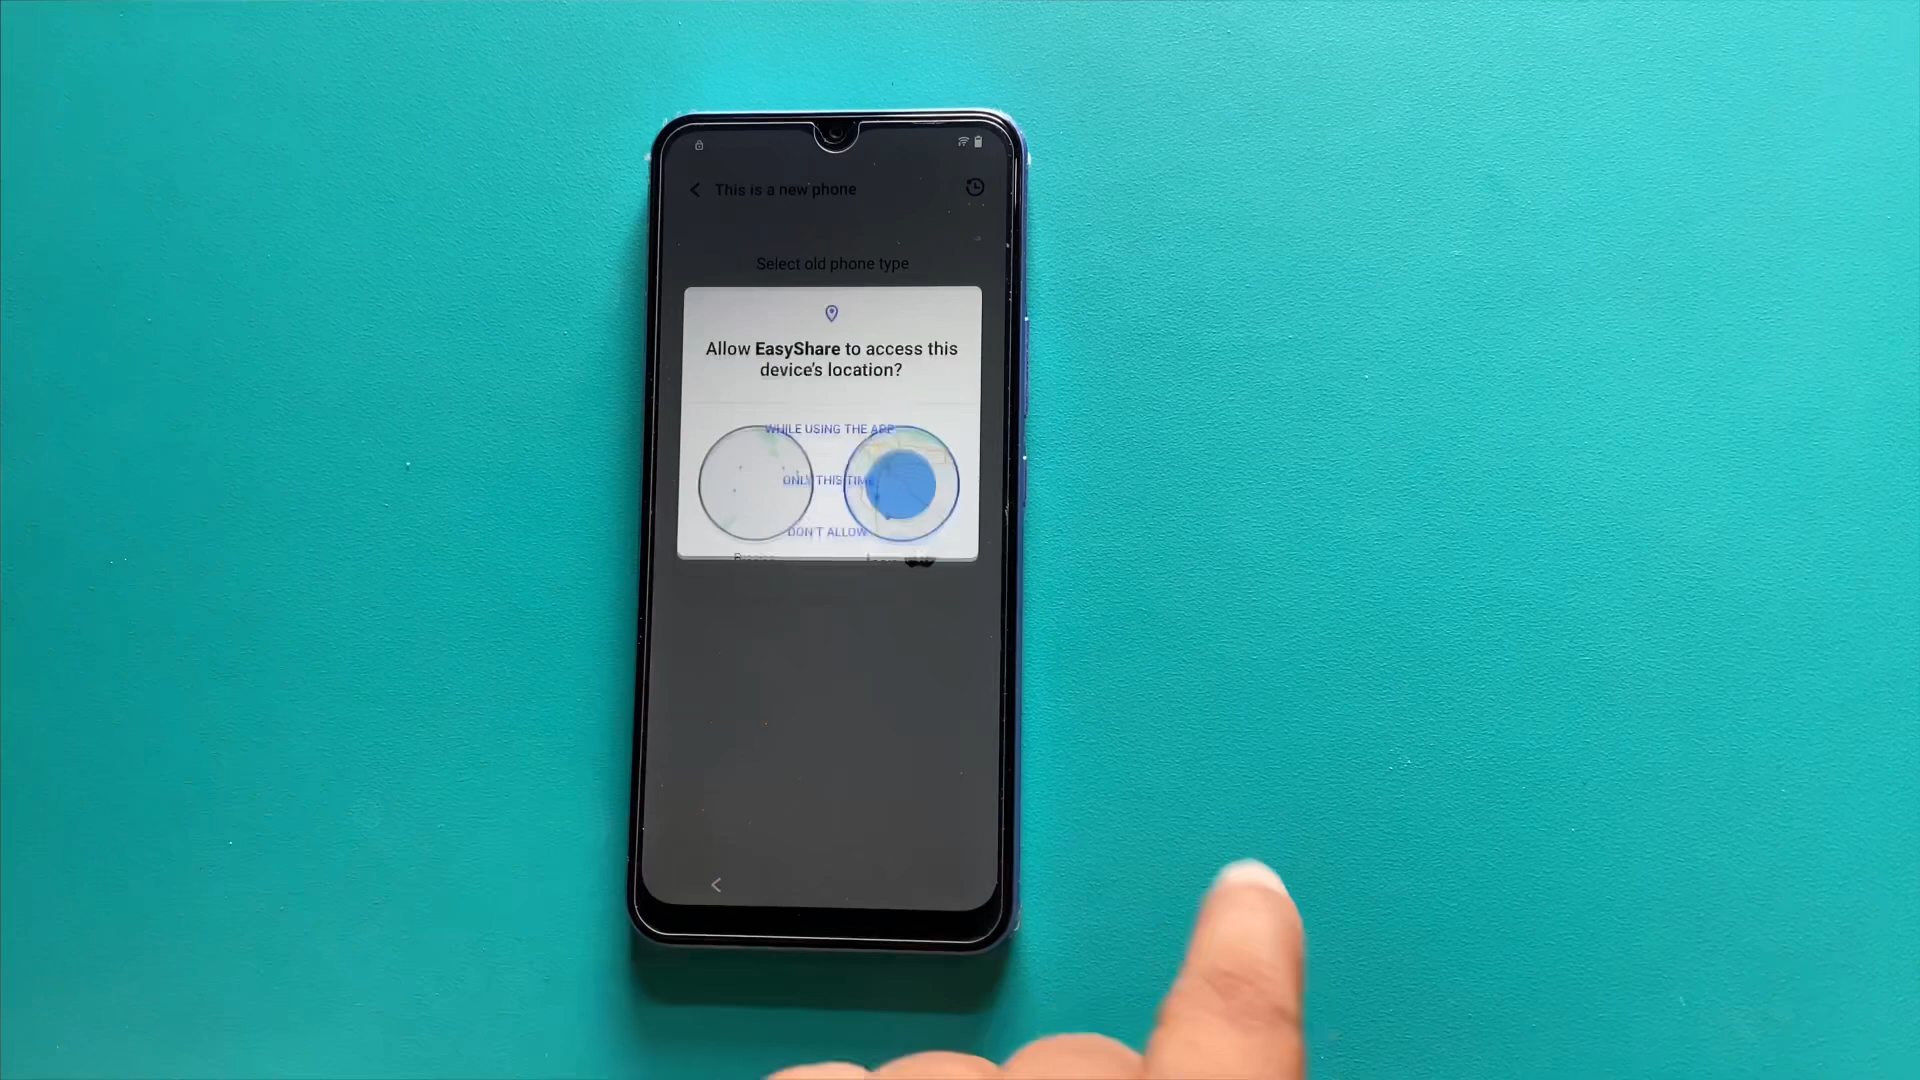 This is a new phone
Select old phone type
Allow EasyShare to access this
device's location?
WHILE USING THE APP
ONLY THIS TIME
DON'T ALLOW